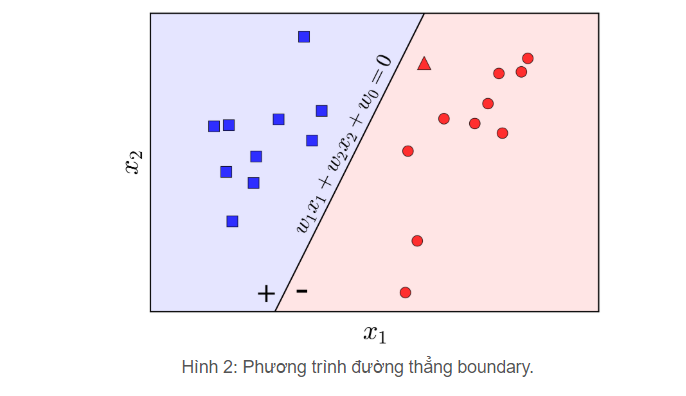 w₁x₁ + w₂x₂ + w₀ = 0
x₂
+ -
x₁
Hình 2: Phương trình đường thẳng boundary.